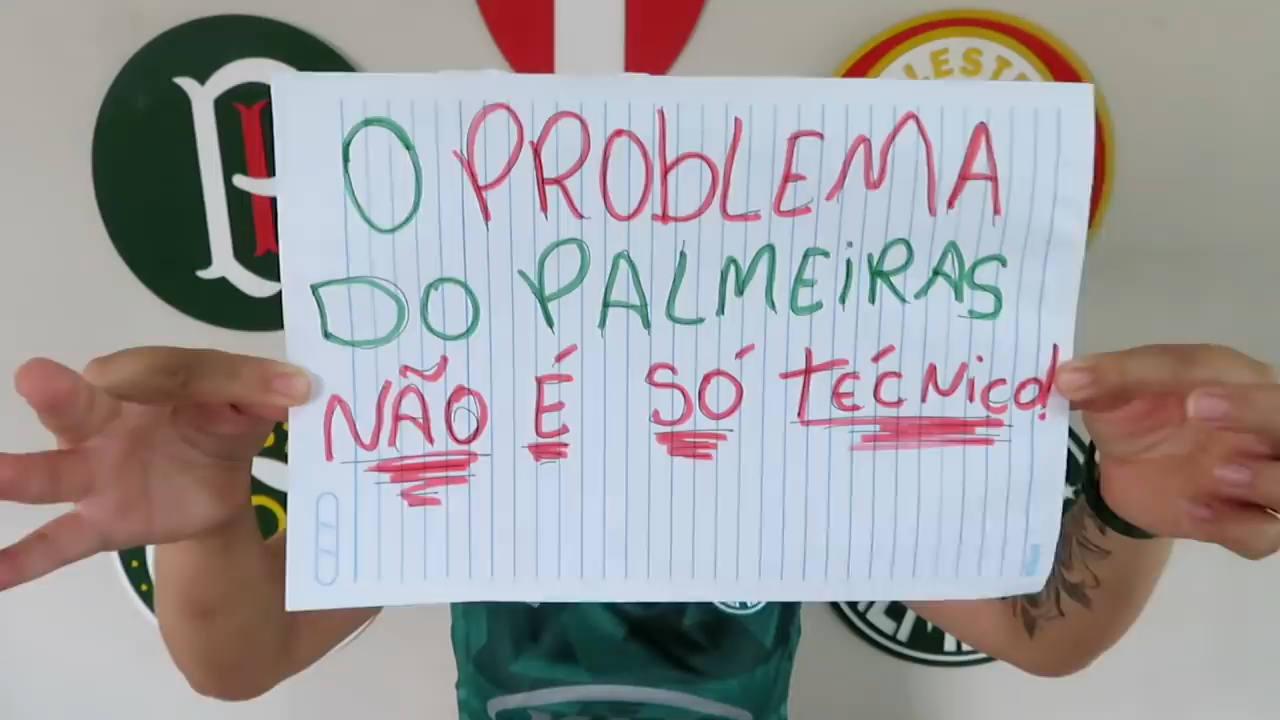 O PROBLEMA
DO PALMEIRAS
NÃO É SÓ TÉCNICO!